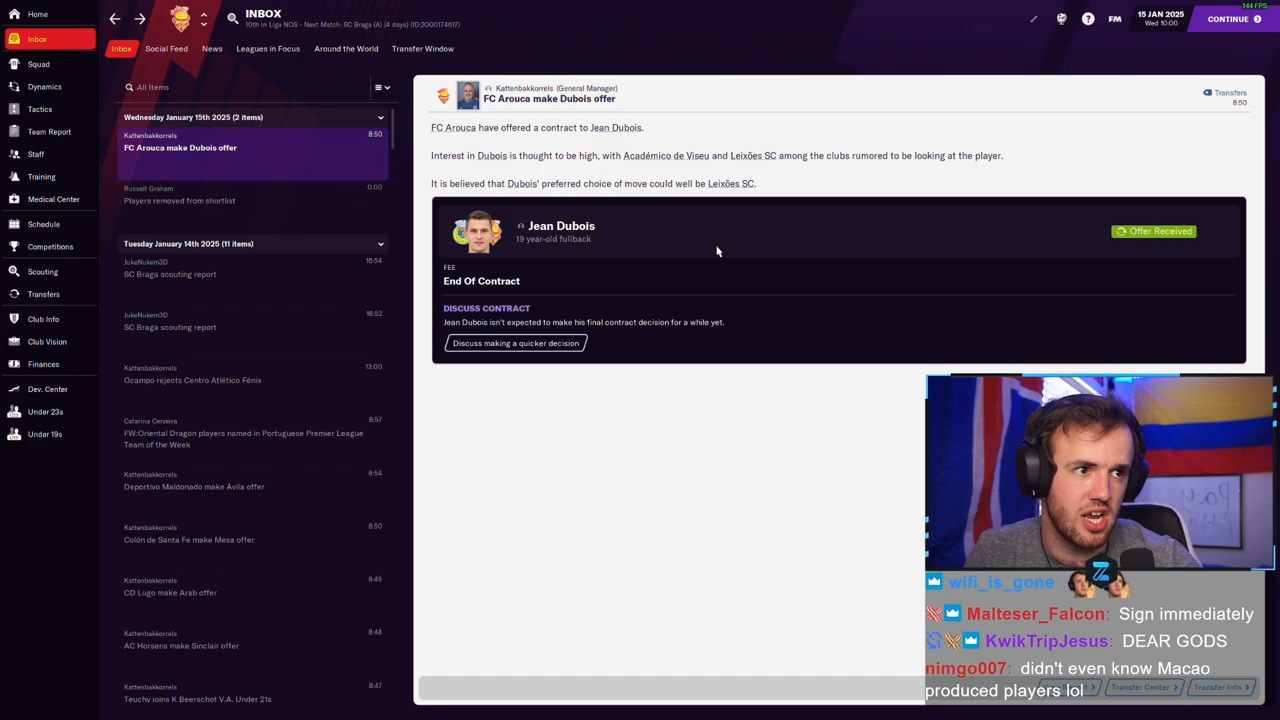 Home
Inbox
Squad
Dynamics
Tactics
Team Report
Staff
Training
Medical Center
Schedule
Competitions
Scouting
Transfers
Club Info
Club Vision
Finances
Dev. Center
Under 23s
Under 19s
INBOX
10th in Liga NOS - Next Match: SC Braga (A) (4 days) (ID:2000174617)
144 FPS
FM
15 JAN 2025
Wed 10:00
CONTINUE
Inbox
Social Feed
News
Leagues in Focus
Around the World
Transfer Window
All Items
Wednesday January 15th 2025 (2 items)
Kattenbakkorrels 8:50
FC Arouca make Dubois offer
Russell Graham 0:00
Players removed from shortlist
Tuesday January 14th 2025 (11 items)
JukeNukem3D 16:54
SC Braga scouting report
JukeNukem3D 16:52
SC Braga scouting report
Kattenbakkorrels 13:00
Ocampo rejects Centro Atlético Fénix
Catarina Cerveira 8:57
FW:Oriental Dragon players named in Portuguese Premier League
Team of the Week
Kattenbakkorrels 8:54
Deportivo Maldonado make Ávila offer
Kattenbakkorrels 8:50
Colón de Santa Fe make Mesa offer
Kattenbakkorrels 8:49
CD Lugo make Arab offer
Kattenbakkorrels 8:48
AC Horsens make Sinclair offer
Kattenbakkorrels 8:47
Teuchy joins K Beerschot V.A. Under 21s
Kattenbakkorrels (General Manager)
FC Arouca make Dubois offer
Transfers
8:50
FC Arouca have offered a contract to Jean Dubois.
Interest in Dubois is thought to be high, with Académico de Viseu and Leixões SC among the clubs rumored to be looking at the player.
It is believed that Dubois' preferred choice of move could well be Leixões SC.
Jean Dubois
19 year-old fullback
Offer Received
FEE
End Of Contract
DISCUSS CONTRACT
Jean Dubois isn't expected to make his final contract decision for a while yet.
Discuss making a quicker decision
wifi_is_gone:
Malteser_Falcon: Sign immediately
KwikTripJesus: DEAR GODS
nimgo007: didn't even know Macao
produced players lol
Transfer Center
Transfer Info